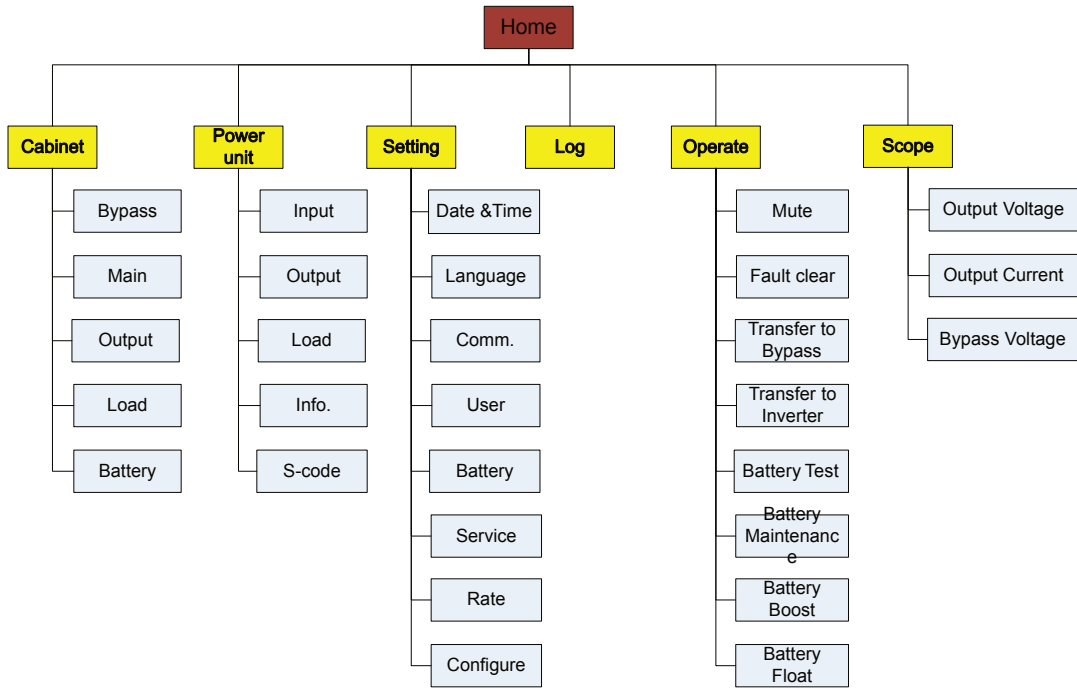 Home
Cabinet
Power
unit
Setting
Log
Operate
Scope
Bypass
Main
Output
Load
Battery
Input
Output
Load
Info.
S-code
Date &Time
Language
Comm.
User
Battery
Service
Rate
Configure
Mute
Fault clear
Transfer to
Bypass
Transfer to
Inverter
Battery Test
Battery
Maintenanc
e
Battery
Boost
Battery
Float
Output Voltage
Output Current
Bypass Voltage